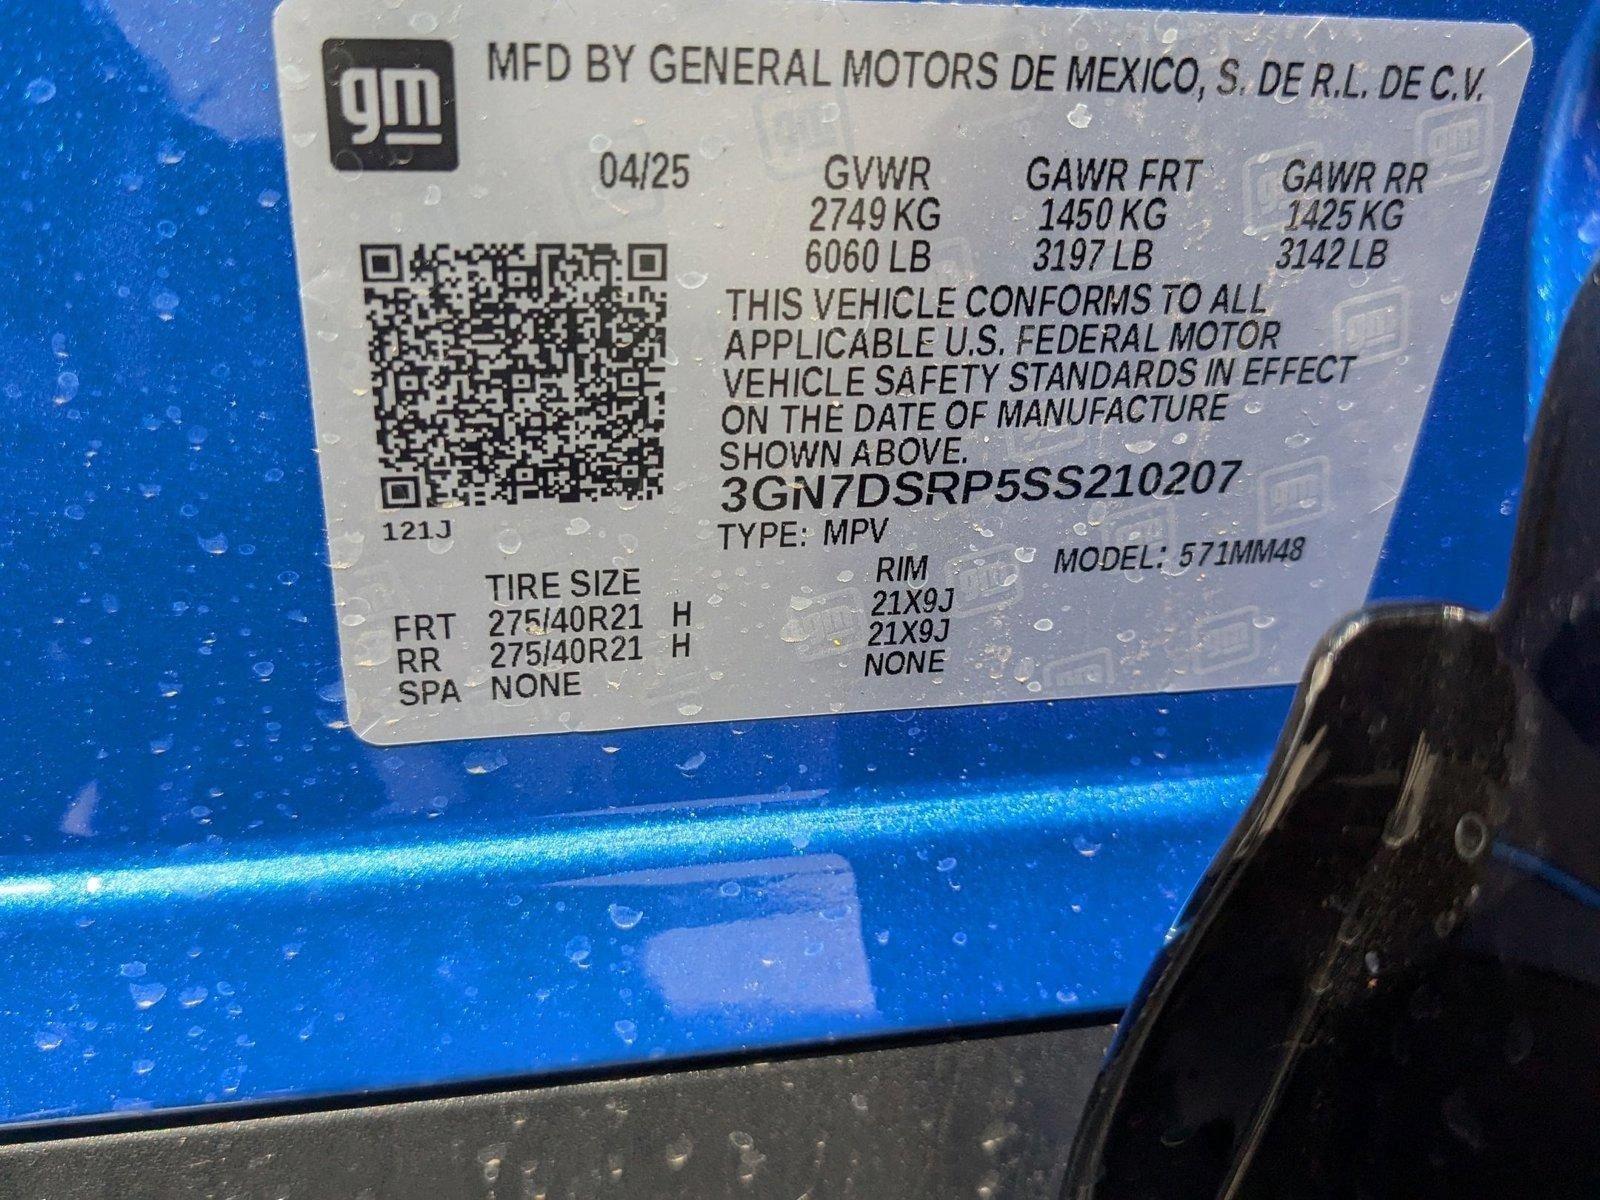 gm
MFD BY GENERAL MOTORS DE MEXICO, S. DE R.L. DE C.V.
04/25 GVWR GAWR FRT GAWR RR
2749 KG 1450 KG 1425 KG
6060 LB 3197 LB 3142 LB
THIS VEHICLE CONFORMS TO ALL
APPLICABLE U.S. FEDERAL MOTOR
VEHICLE SAFETY STANDARDS IN EFFECT
ON THE DATE OF MANUFACTURE
SHOWN ABOVE.
3GN7DSRP5SS210207
121J
TYPE: MPV MODEL: 571MM48
TIRE SIZE RIM
FRT 275/40R21 H 21X9J
RR 275/40R21 H 21X9J
SPA NONE NONE